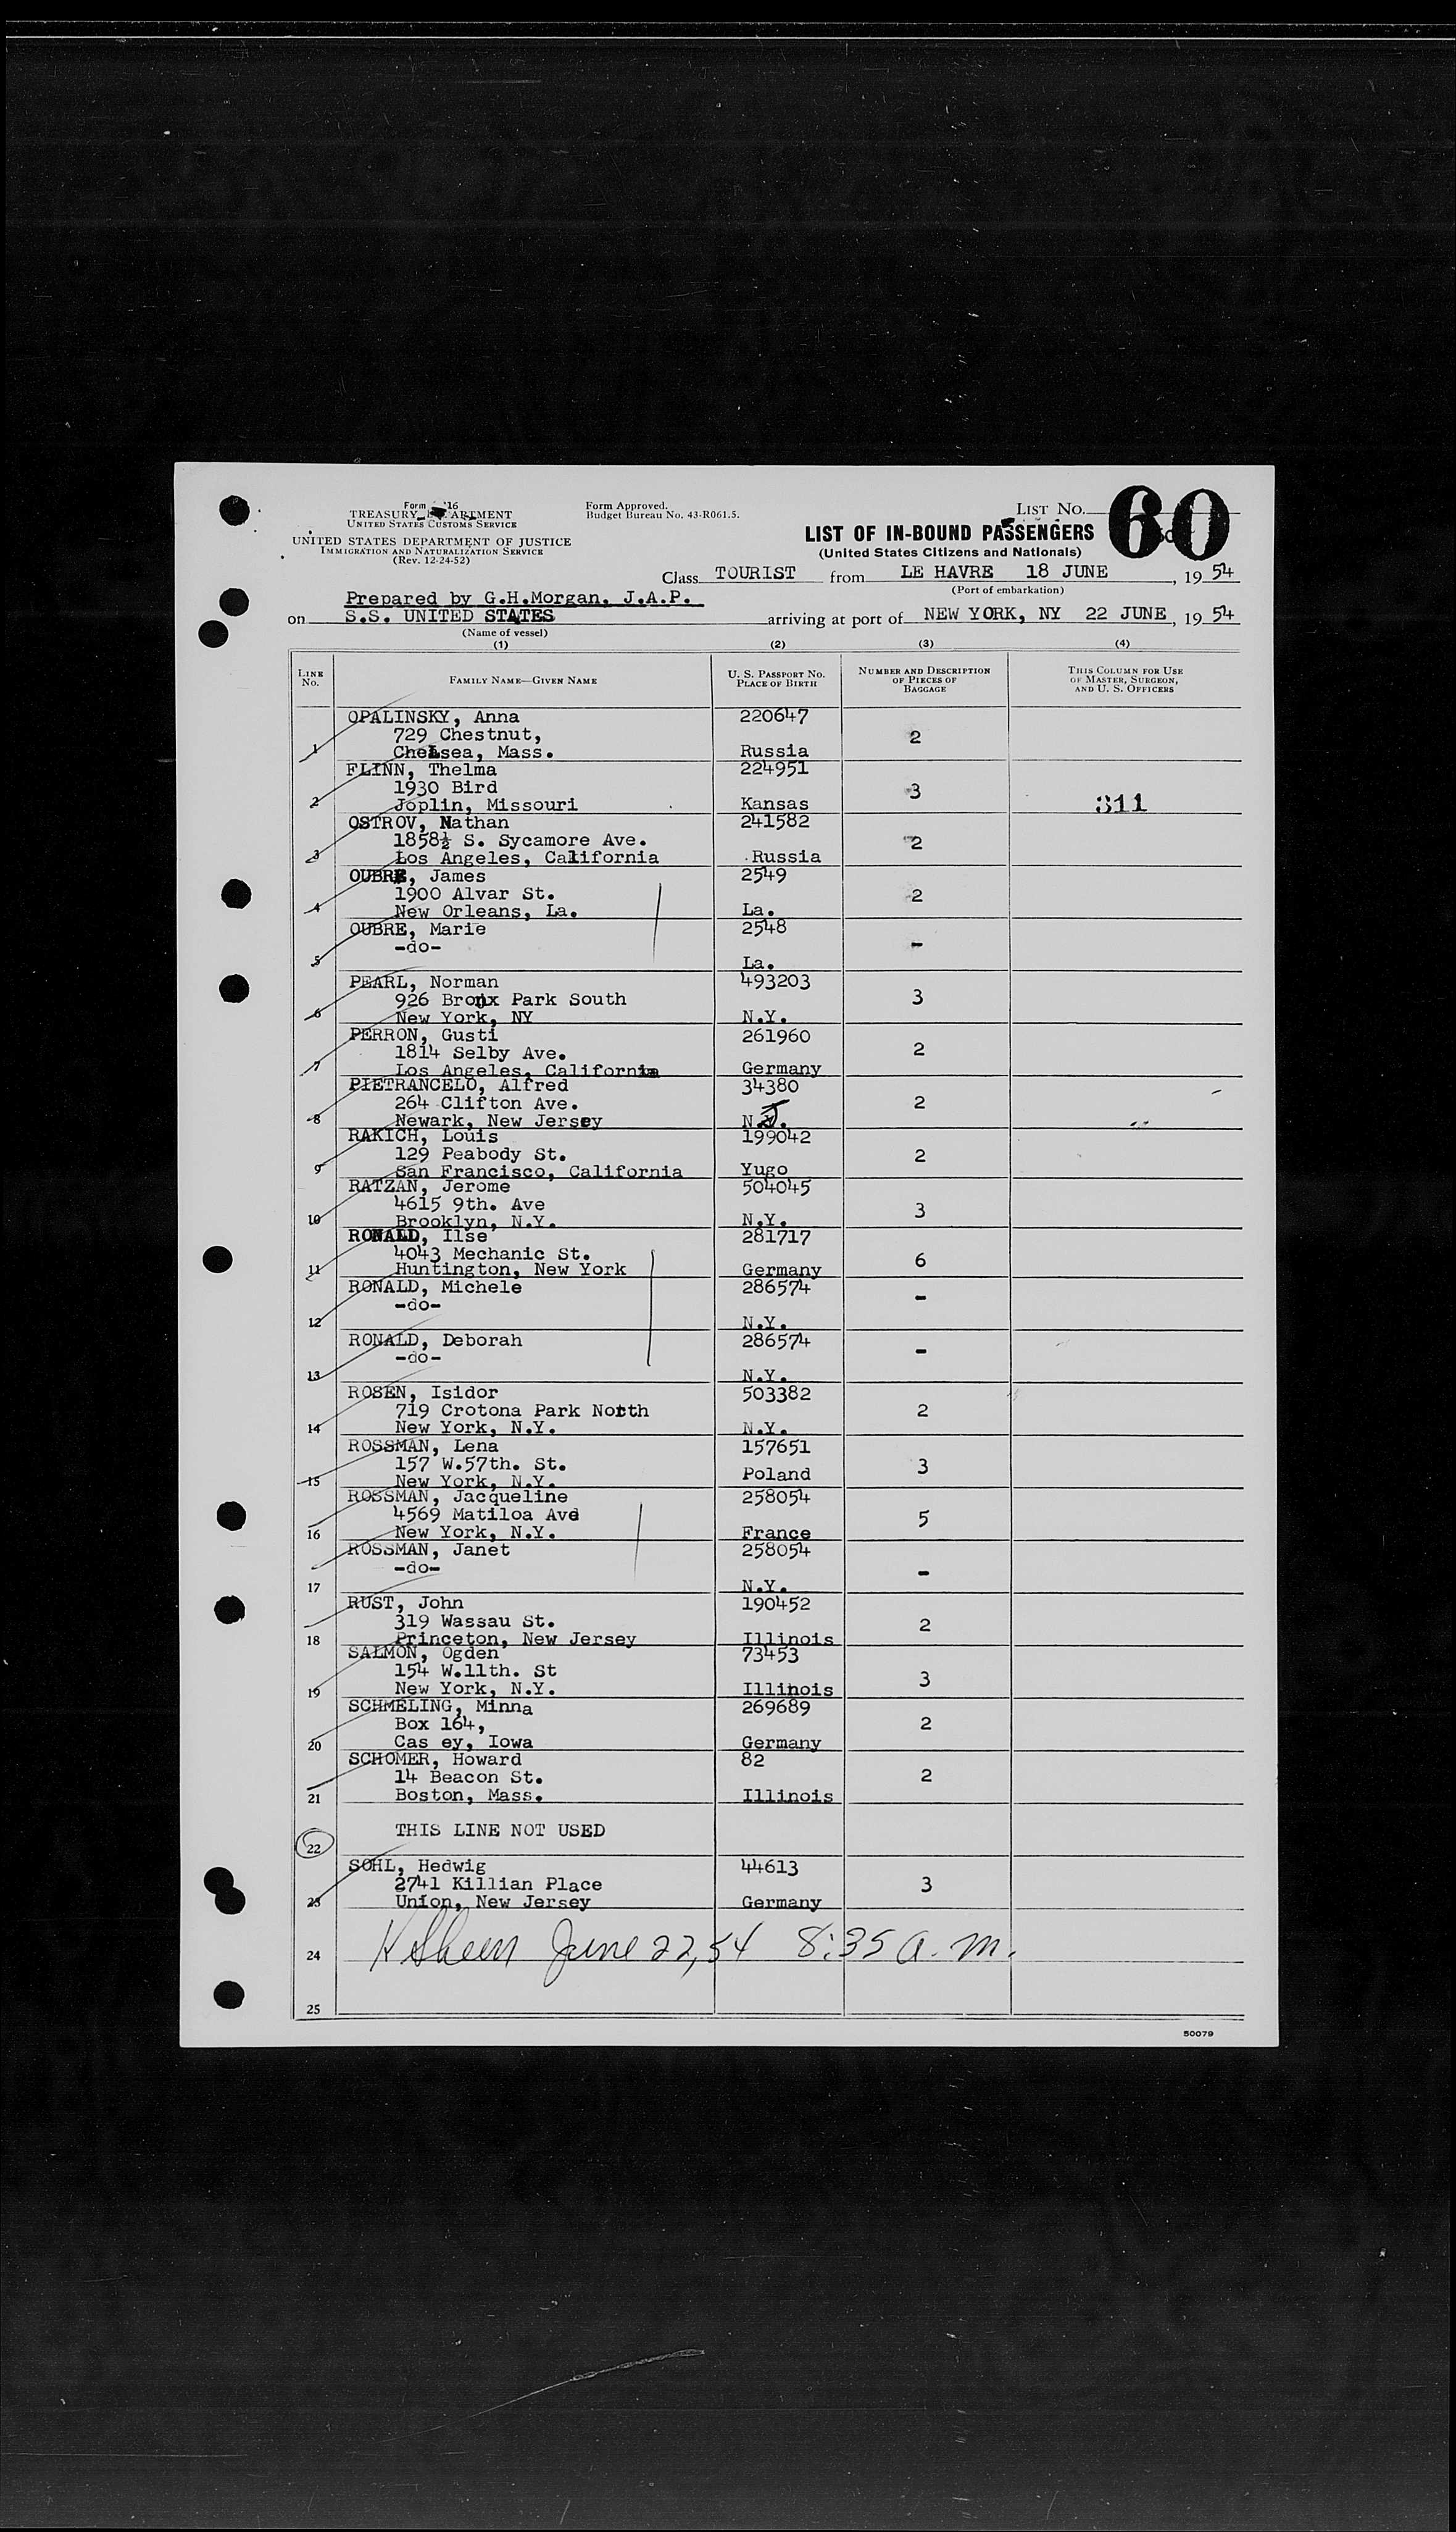 Form 16
TREASURY DEPARTMENT
UNITED STATES CUSTOMS SERVICE
UNITED STATES DEPARTMENT OF JUSTICE
IMMIGRATION AND NATURALIZATION SERVICE
(Rev. 12-24-52)
Form Approved.
Budget Bureau No. 43-R061.5.
LIST No. 60
LIST OF IN-BOUND PASSENGERS
(United States Citizens and Nationals)
Class TOURIST from LE HAVRE 18 JUNE, 19 54
(Port of embarkation)
Prepared by G.H.Morgan, J.A.P.
on S.S. UNITED STATES arriving at port of NEW YORK, NY 22 JUNE, 19 54
(Name of vessel)
(1) (2) (3) (4)
LINE No. FAMILY NAME—GIVEN NAME U. S. PASSPORT No. PLACE OF BIRTH NUMBER AND DESCRIPTION OF PIECES OF BAGGAGE THIS COLUMN FOR USE OF MASTER, SURGEON, AND U. S. OFFICERS
OPALINSKY, Anna 220647
729 Chestnut, 2
1 Chelsea, Mass. Russia
FLINN, Thelma 224951
1930 Bird 3
2 Joplin, Missouri Kansas 311
OSTROV, Nathan 241582
1858½ S. Sycamore Ave. 2
3 Los Angeles, California Russia
OUBRE, James 2549
1900 Alvar St. 2
4 New Orleans, La. La.
OUBRE, Marie 2548
-do- -
5 La.
PEARL, Norman 493203
926 Bronx Park South 3
6 New York, NY N.Y.
PERRON, Gusti 261960
1814 Selby Ave. 2
7 Los Angeles, California Germany
PIETRANCELO, Alfred 34380
264 Clifton Ave. 2
8 Newark, New Jersey N.J.
RAKICH, Louis 199042
129 Peabody St. 2
9 San Francisco, California Yugo
RATZAN, Jerome 504045
4615 9th. Ave 3
10 Brooklyn, N.Y. N.Y.
RONALD, Ilse 281717
4043 Mechanic St. 6
11 Huntington, New York Germany
RONALD, Michele 286574
-do- -
12 N.Y.
RONALD, Deborah 286574
-do- -
13 N.Y.
ROSEN, Isidor 503382
719 Crotona Park North 2
14 New York, N.Y. N.Y.
ROSSMAN, Lena 157651
157 W.57th. St. 3
15 New York, N.Y. Poland
ROSSMAN, Jacqueline 258054
4569 Matiloa Ave 5
16 New York, N.Y. France
ROSSMAN, Janet 258054
-do- -
17 N.Y.
RUST, John 190452
319 Wassau St. 2
18 Princeton, New Jersey Illinois
SALMON, Ogden 73453
154 W.11th. St 3
19 New York, N.Y. Illinois
SCHMELING, Minna 269689
Box 164, 2
20 Cas ey, Iowa Germany
SCHOMER, Howard 82
14 Beacon St. 2
21 Boston, Mass. Illinois
THIS LINE NOT USED
22
SOHL, Hedwig 44613
2741 Killian Place 3
23 Union, New Jersey Germany
24 June 22, 54 8:35 a.m.
25
50079